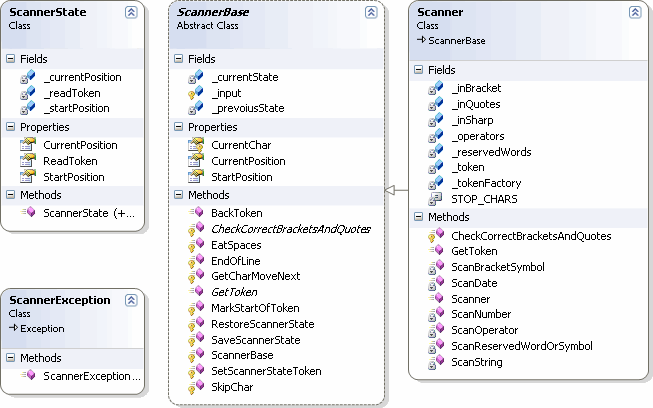 ScannerState
Class
Fields
_currentPosition
_readToken
_startPosition
Properties
CurrentPosition
ReadToken
StartPosition
Methods
ScannerState (+...
ScannerException
Class
Exception
Methods
ScannerException...
ScannerBase
Abstract Class
Fields
_currentState
_input
_prevoiusState
Properties
CurrentChar
CurrentPosition
StartPosition
Methods
BackToken
CheckCorrectBracketsAndQuotes
EatSpaces
EndOfLine
GetCharMoveNext
GetToken
MarkStartOfToken
RestoreScannerState
SaveScannerState
ScannerBase
SetScannerStateToken
SkipChar
Scanner
Class
ScannerBase
Fields
_inBracket
_inQuotes
_inSharp
_operators
_reservedWords
_token
_tokenFactory
STOP_CHARS
Methods
CheckCorrectBracketsAndQuotes
GetToken
ScanBracketSymbol
ScanDate
Scanner
ScanNumber
ScanOperator
ScanReservedWordOrSymbol
ScanString